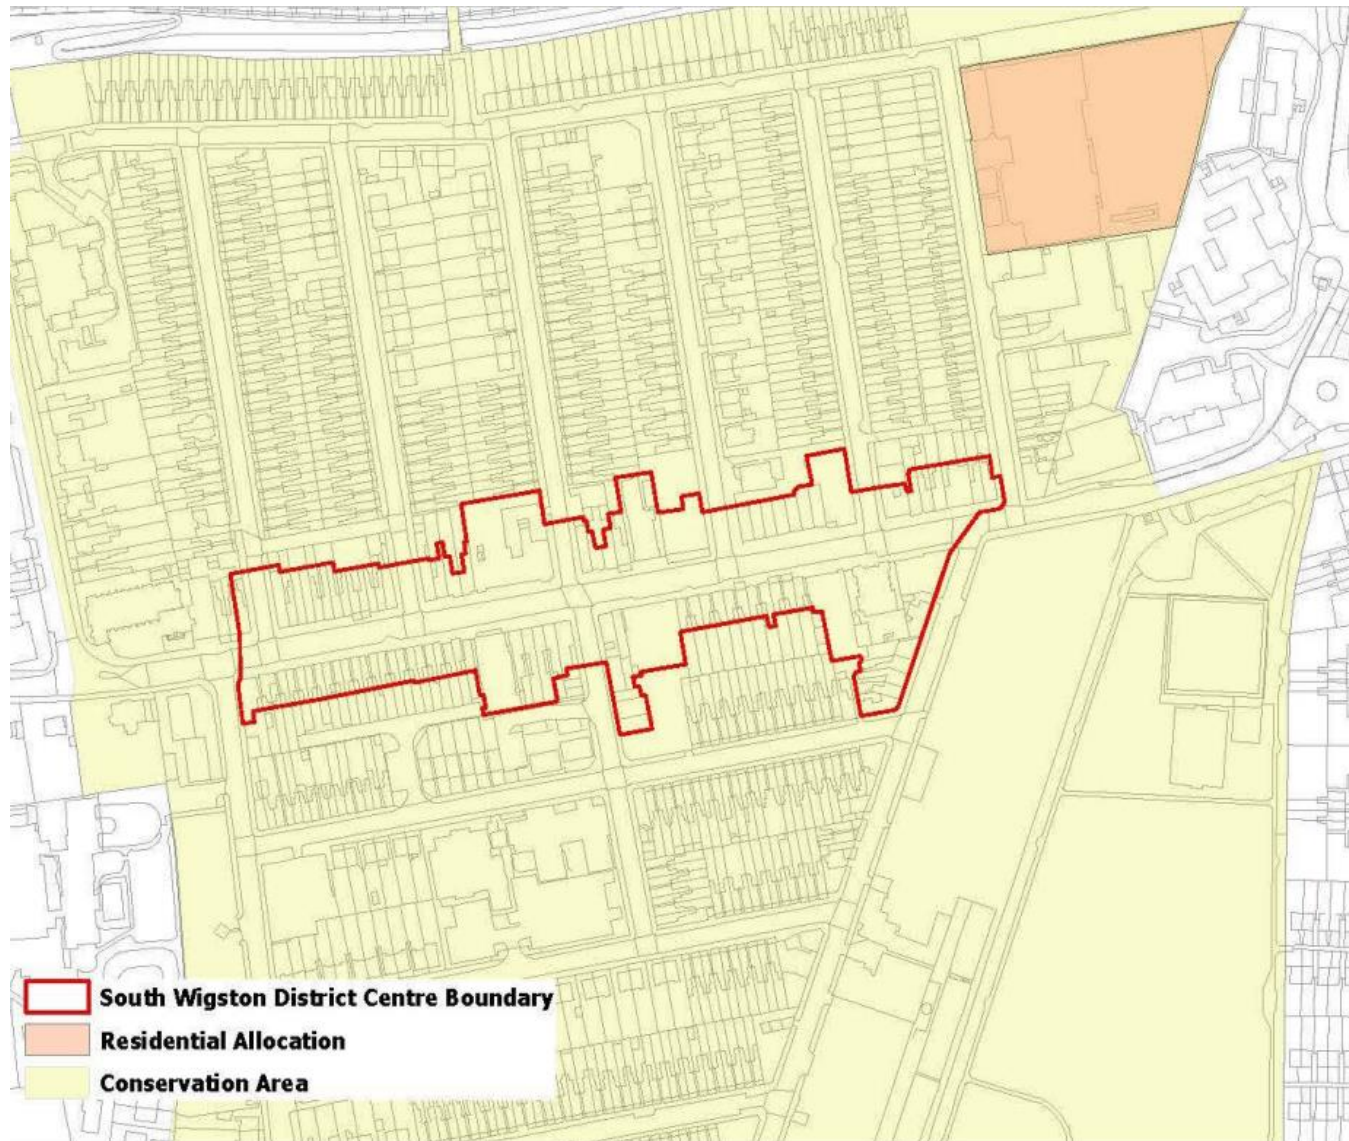 South Wigston District Centre Boundary
Residential Allocation
Conservation Area